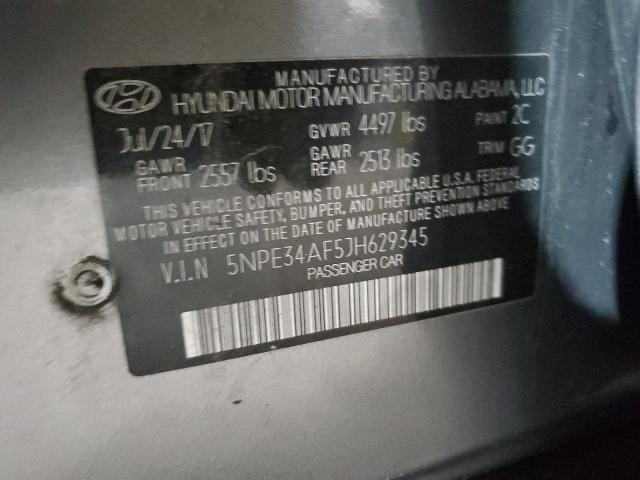 MANUFACTURED BY
HYUNDAI MOTOR MANUFACTURING ALABAMA, LLC
Jul/24/17 GVWR 4497 lbs PAINT 2C
GAWR FRONT 2557 lbs GAWR REAR 2513 lbs TRIM GG
THIS VEHICLE CONFORMS TO ALL APPLICABLE U.S.A. FEDERAL
MOTOR VEHICLE SAFETY, BUMPER, AND THEFT PREVENTION STANDARDS
IN EFFECT ON THE DATE OF MANUFACTURE SHOWN ABOVE
V.I.N 5NPE34AF5JH629345
PASSENGER CAR